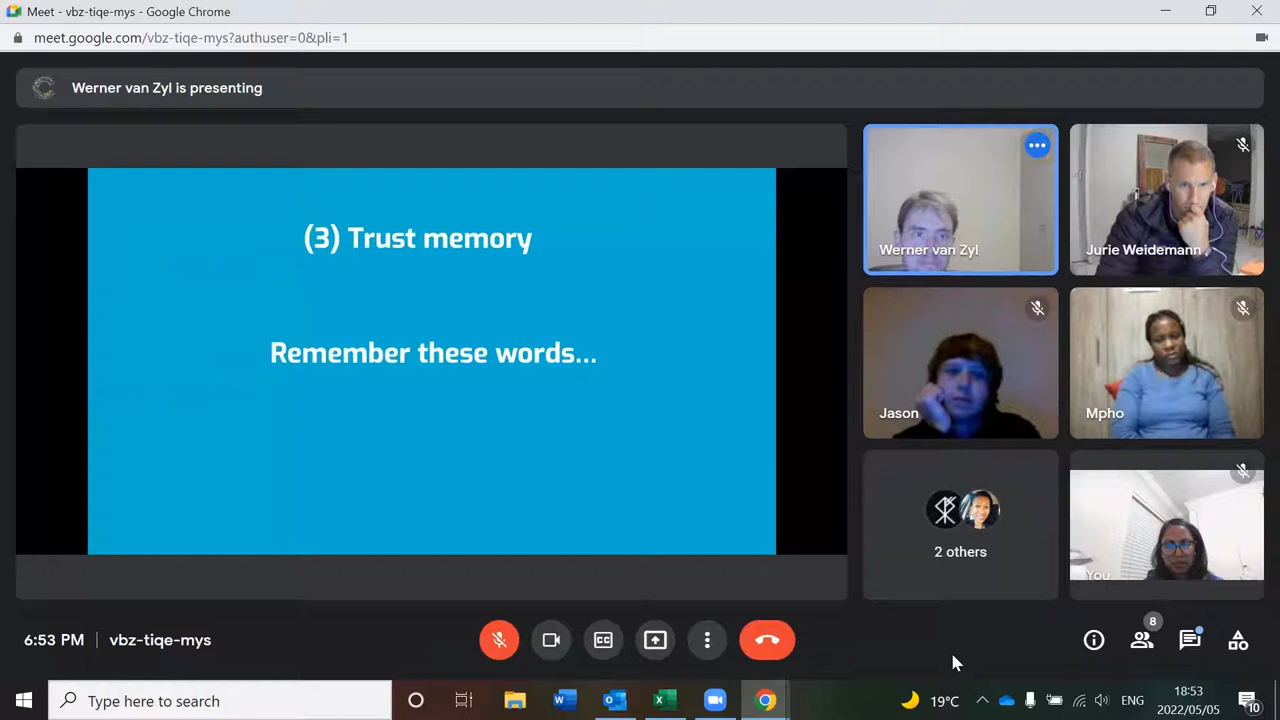 Meet - vbz-tiqe-mys - Google Chrome
meet.google.com/vbz-tiqe-mys?authuser=0&pli=1
Werner van Zyl is presenting
(3) Trust memory
Remember these words...
Werner van Zyl
Jurie Weidemann
Jason
Mpho
2 others
You
6:53 PM | vbz-tiqe-mys
CC
8
Type here to search
19°C
ENG
18:53
2022/05/05
10